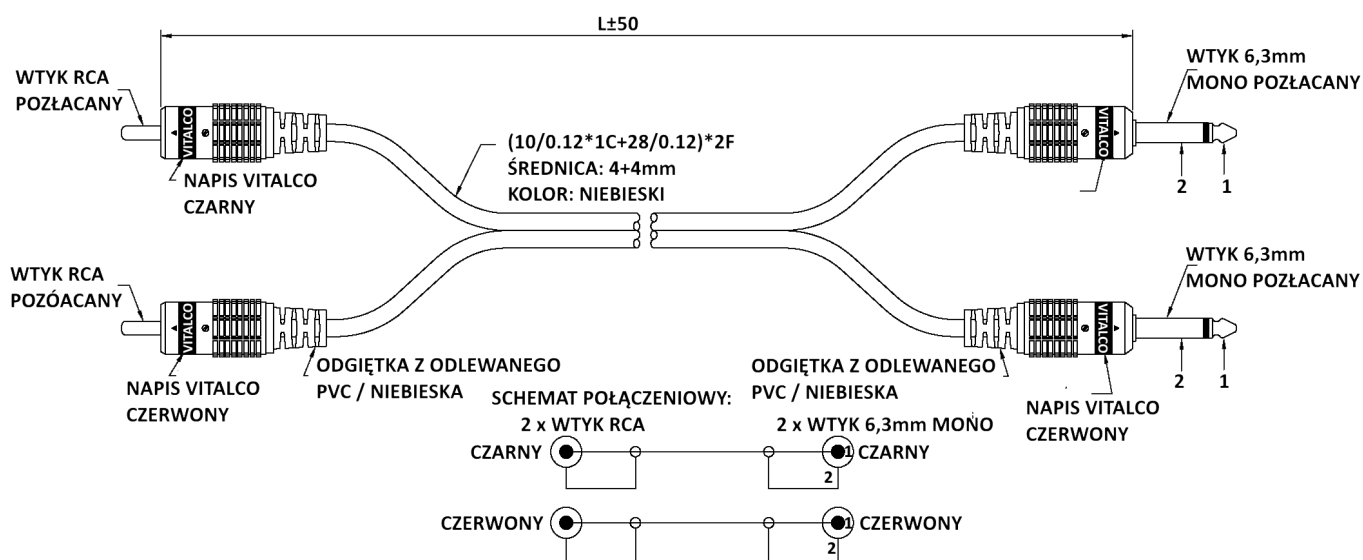 L±50
WTYK RCA
POZŁACANY
WTYK 6,3mm
MONO POZŁACANY
VITALCO
VITALCO
(10/0.12*1C+28/0.12)*2F
ŚREDNICA: 4+4mm
KOLOR: NIEBIESKI
NAPIS VITALCO
CZARNY
2
1
WTYK RCA
POZÓACANY
WTYK 6,3mm
MONO POZŁACANY
VITALCO
VITALCO
ODGIĘTKA Z ODLEWANEGO
PVC / NIEBIESKA
ODGIĘTKA Z ODLEWANEGO
PVC / NIEBIESKA
2
1
NAPIS VITALCO
CZERWONY
NAPIS VITALCO
CZERWONY
SCHEMAT POŁĄCZENIOWY:
2 x WTYK RCA
2 x WTYK 6,3mm MONO
CZARNY
1
CZARNY
2
CZERWONY
1
CZERWONY
2